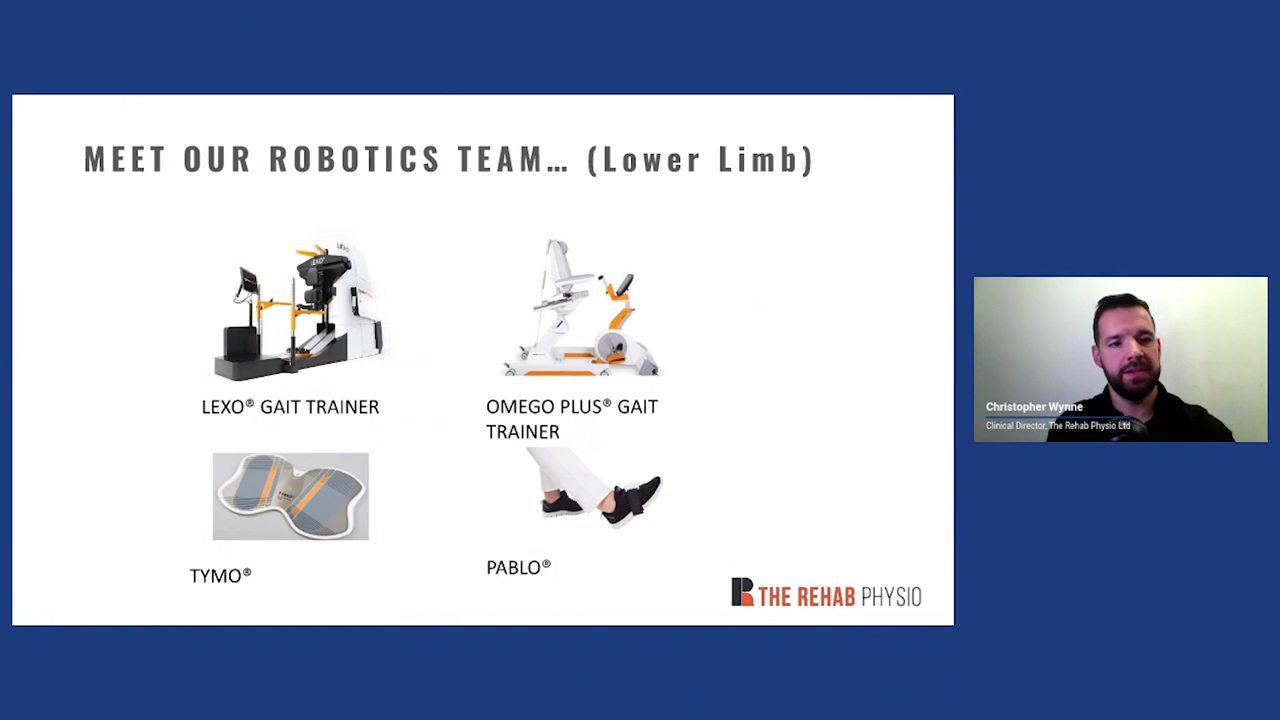 MEET OUR ROBOTICS TEAM… (Lower Limb)
LEXO
LEXO® GAIT TRAINER
OMEGO PLUS® GAIT
TRAINER
TYMO®
PABLO®
THE REHAB PHYSIO
Christopher Wynne
Clinical Director, The Rehab Physio Ltd